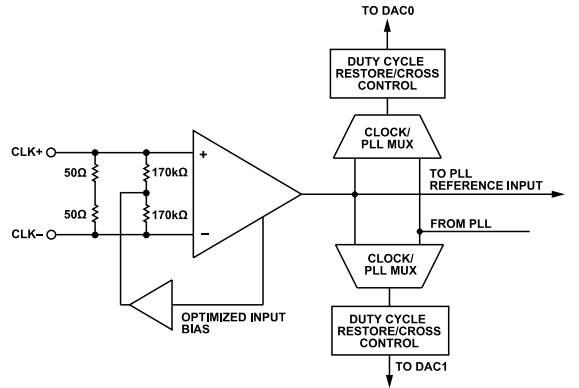 TO DAC0
DUTY CYCLE
RESTORE/CROSS
CONTROL
CLOCK/
PLL MUX
CLK+
+
50Ω
170kΩ
TO PLL
REFERENCE INPUT
50Ω
170kΩ
FROM PLL
CLK–
–
CLOCK/
PLL MUX
OPTIMIZED INPUT
BIAS
DUTY CYCLE
RESTORE/CROSS
CONTROL
TO DAC1